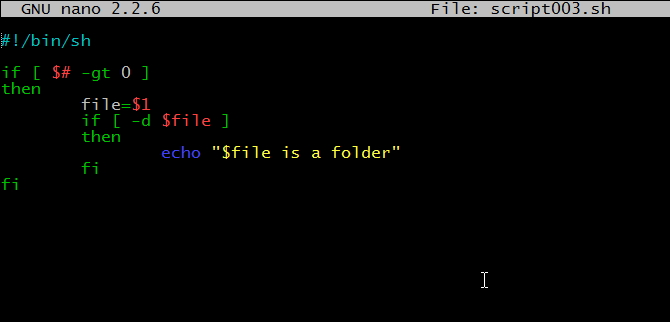 GNU nano 2.2.6 File: script003.sh
#!/bin/sh
if [ $# -gt 0 ]
then
file=$1
if [ -d $file ]
then
echo "$file is a folder"
fi
fi